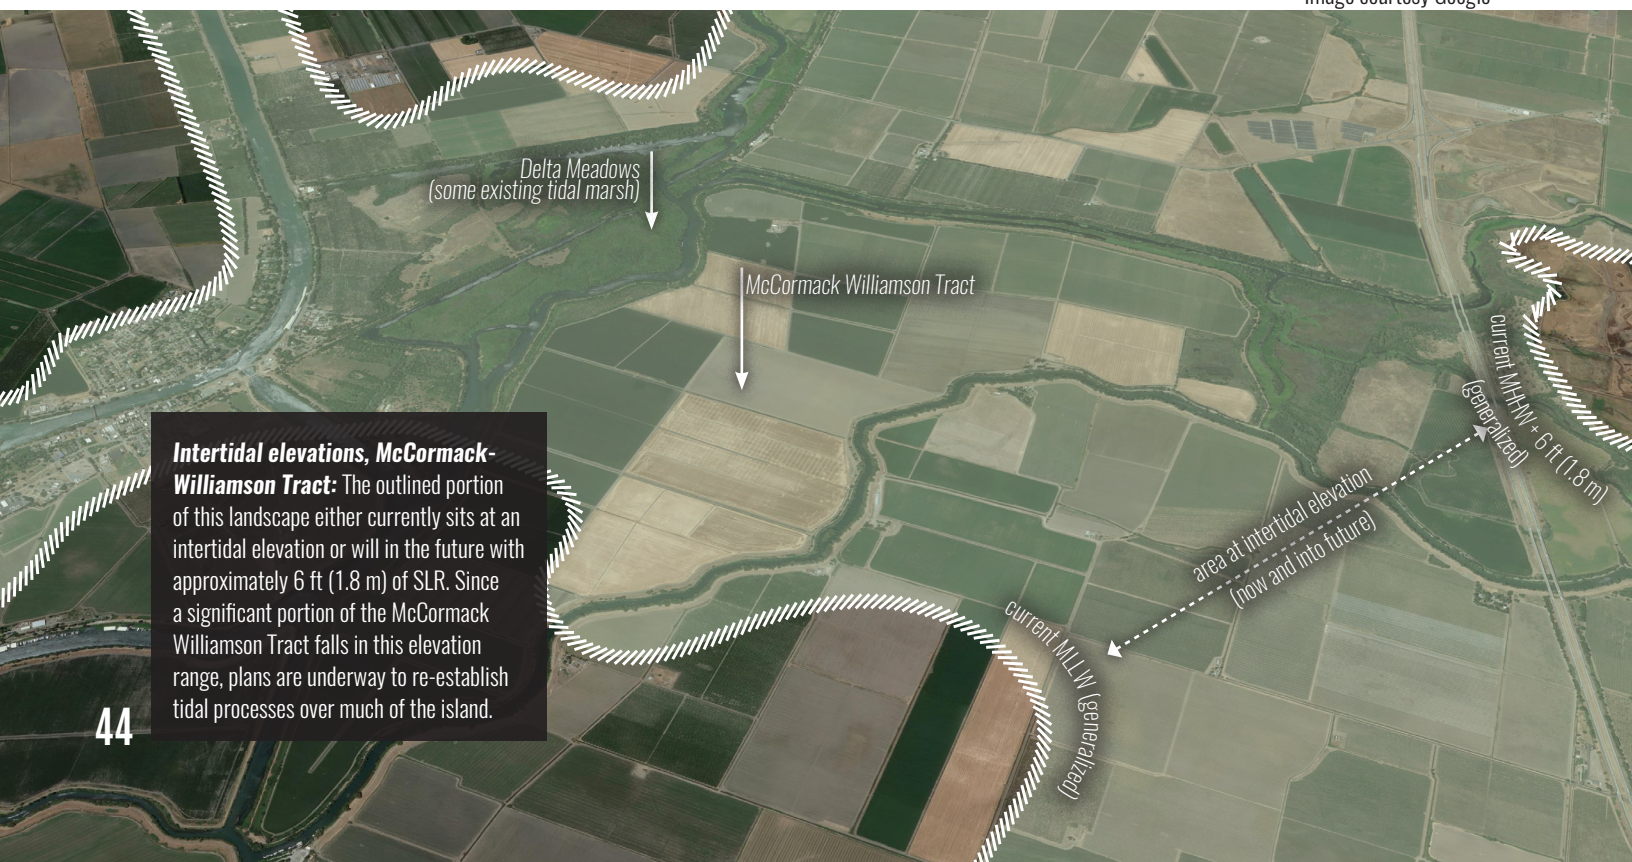 Image courtesy Google
Delta Meadows
(some existing tidal marsh)
McCormack Williamson Tract
current MHHW + 6 ft (1.8 m)
(generalized)
area at intertidal elevation
(now and into future)
current MLLW (generalized)
Intertidal elevations, McCormack-
Williamson Tract: The outlined portion
of this landscape either currently sits at an
intertidal elevation or will in the future with
approximately 6 ft (1.8 m) of SLR. Since
a significant portion of the McCormack
Williamson Tract falls in this elevation
range, plans are underway to re-establish
tidal processes over much of the island.
44